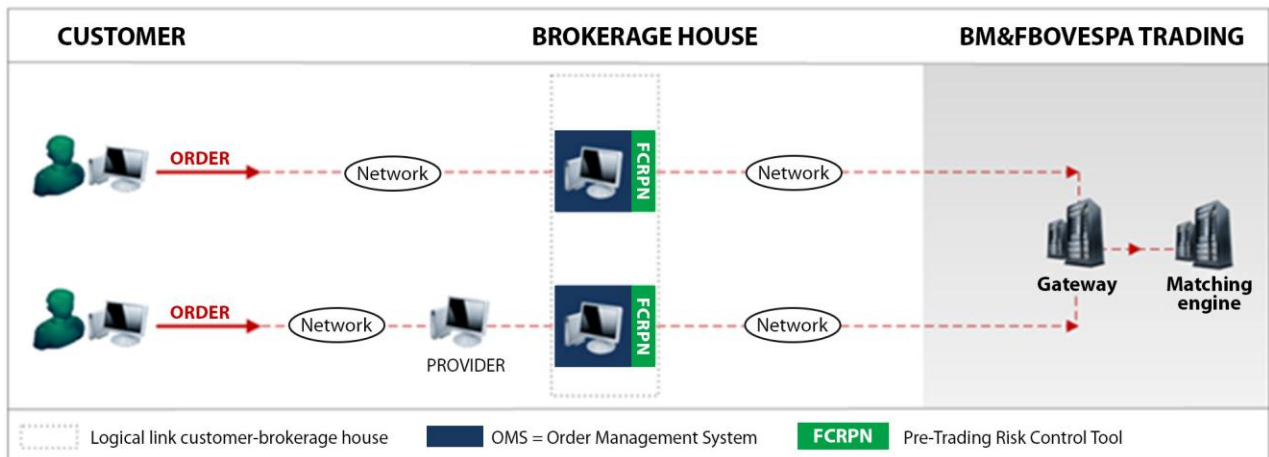 CUSTOMER
BROKERAGE HOUSE
BM&FBOVESPA TRADING
ORDER
Network
FCRPN
Network
Gateway
Matching
engine
ORDER
Network
PROVIDER
FCRPN
Network
Logical link customer-brokerage house
OMS = Order Management System
FCRPN
Pre-Trading Risk Control Tool